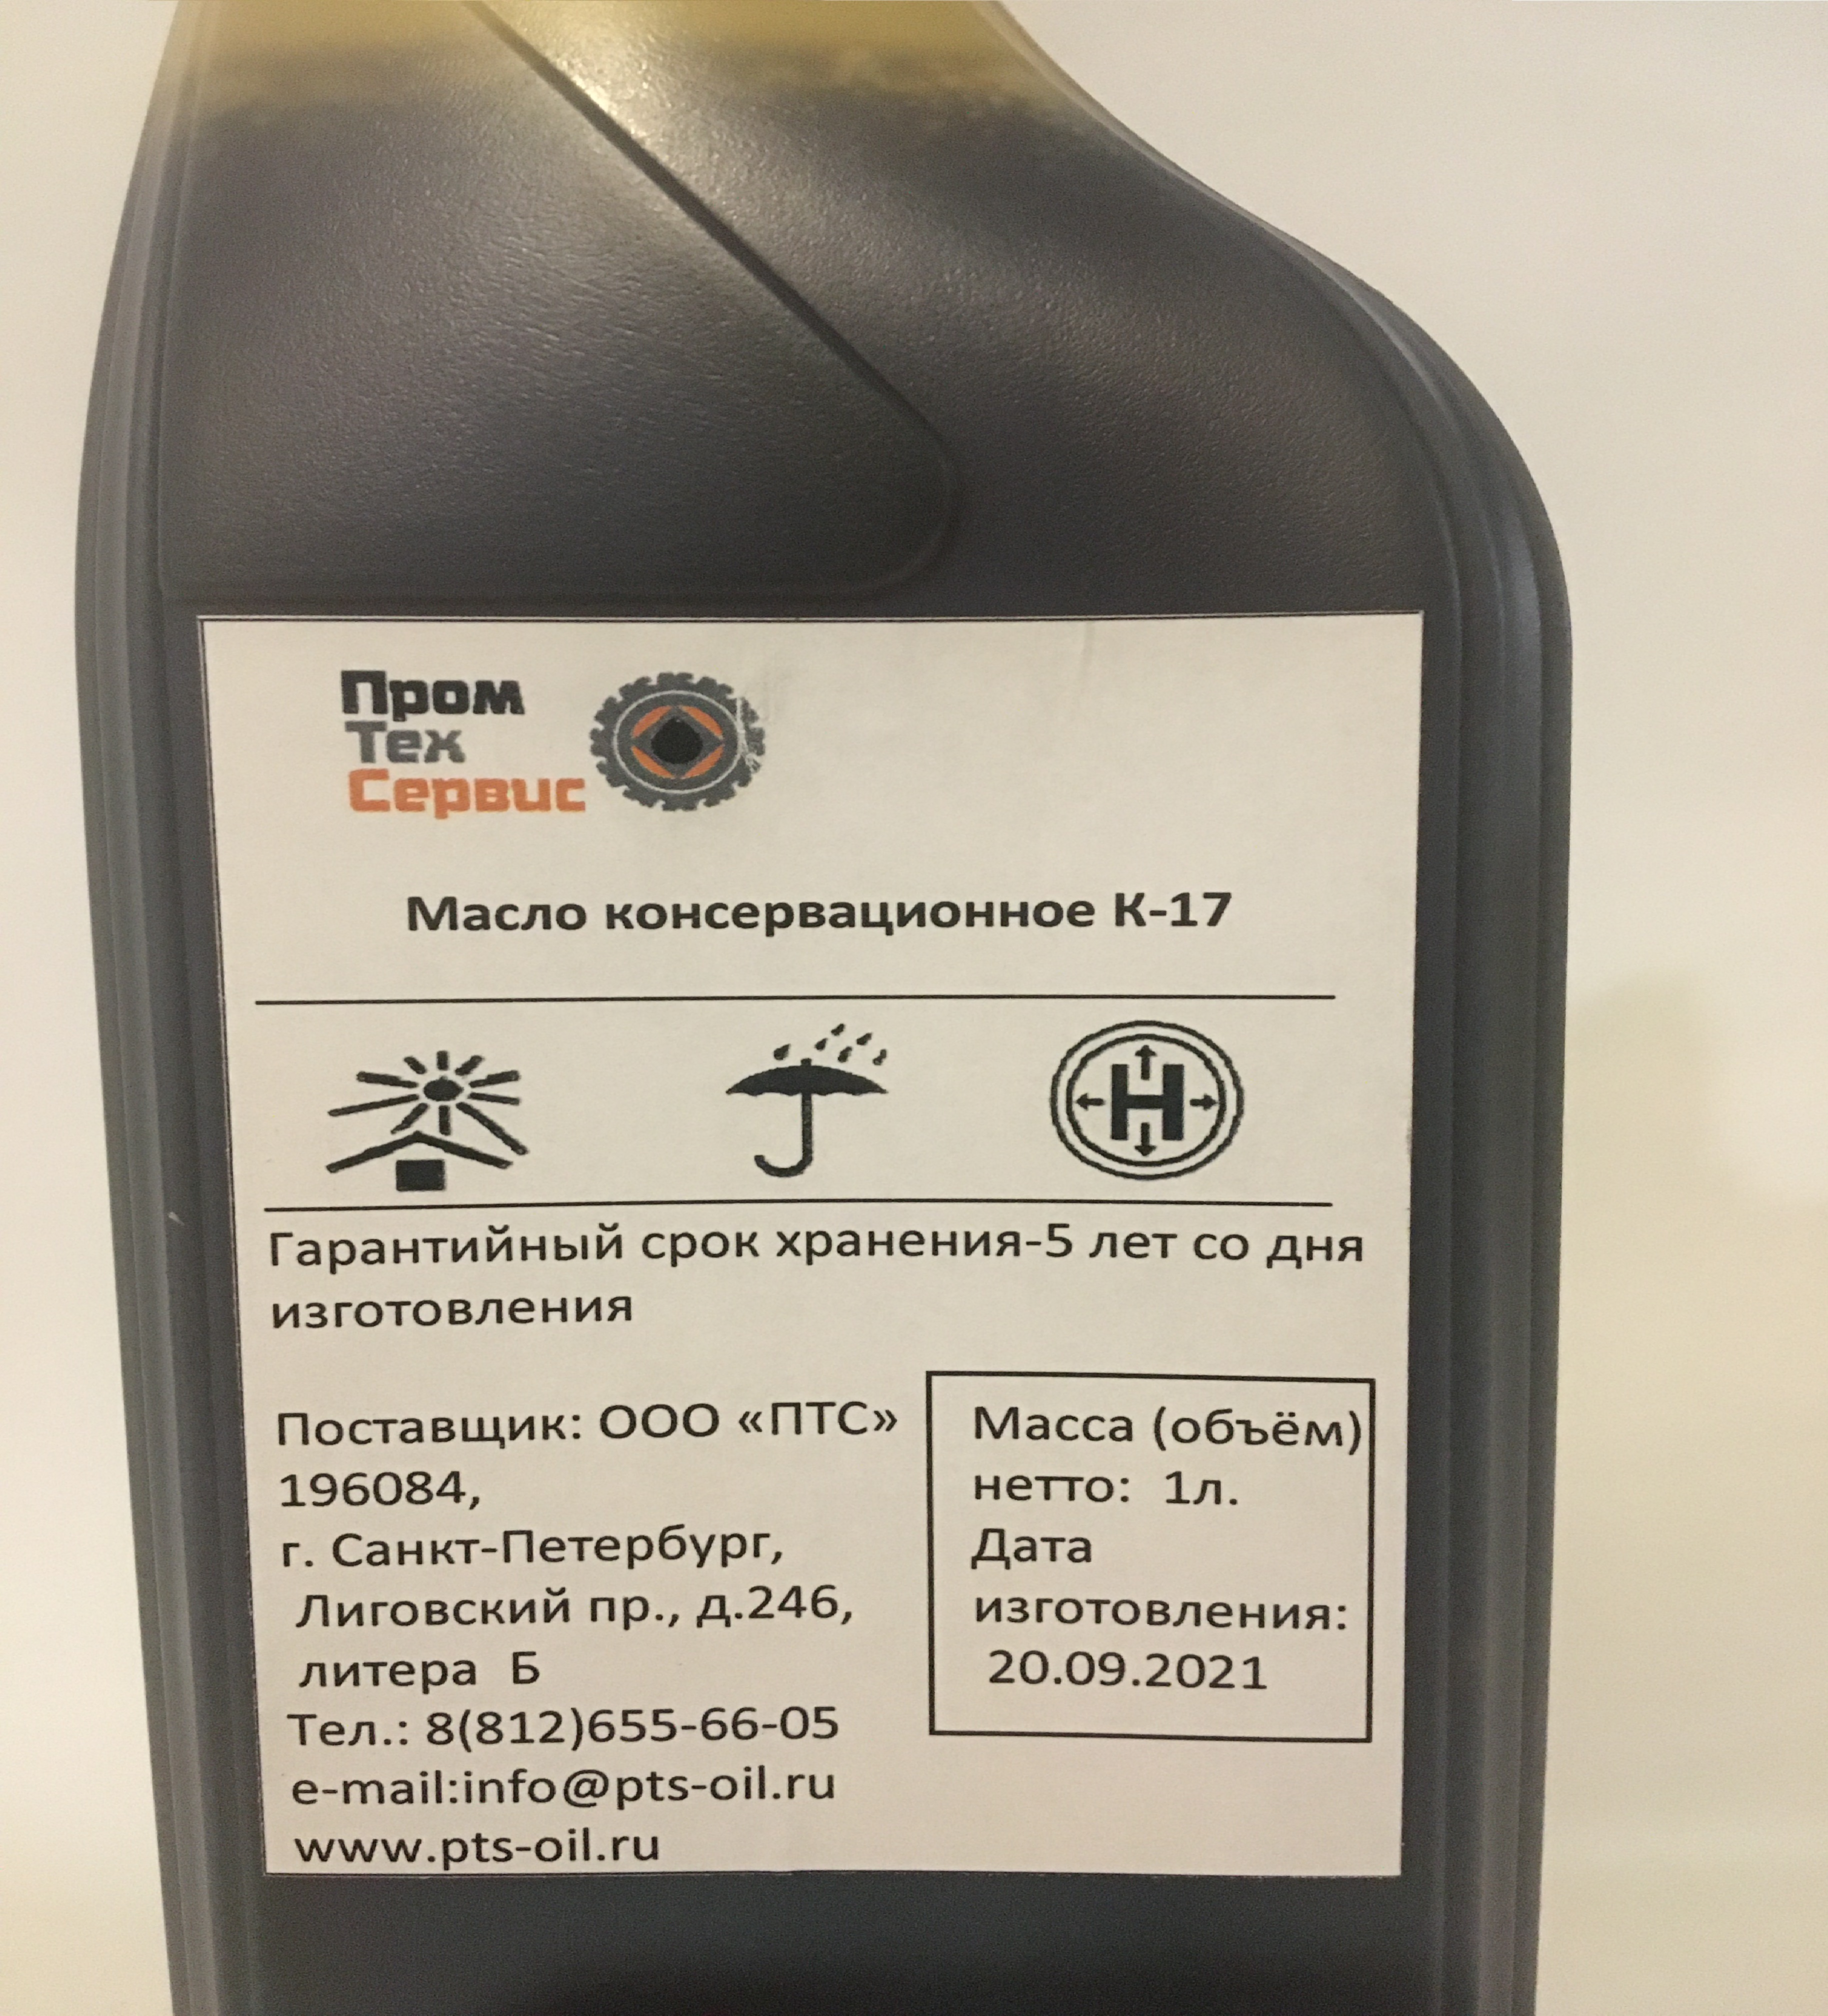 Пром
Тех
Сервис
Масло консервационное К-17
Н
Гарантийный срок хранения-5 лет со дня
изготовления
Поставщик: ООО «ПТС»
196084,
г. Санкт-Петербург,
Лиговский пр., д.246,
литера Б
Тел.: 8(812)655-66-05
e-mail:info@pts-oil.ru
www.pts-oil.ru
Масса (объём)
нетто: 1л.
Дата
изготовления:
20.09.2021